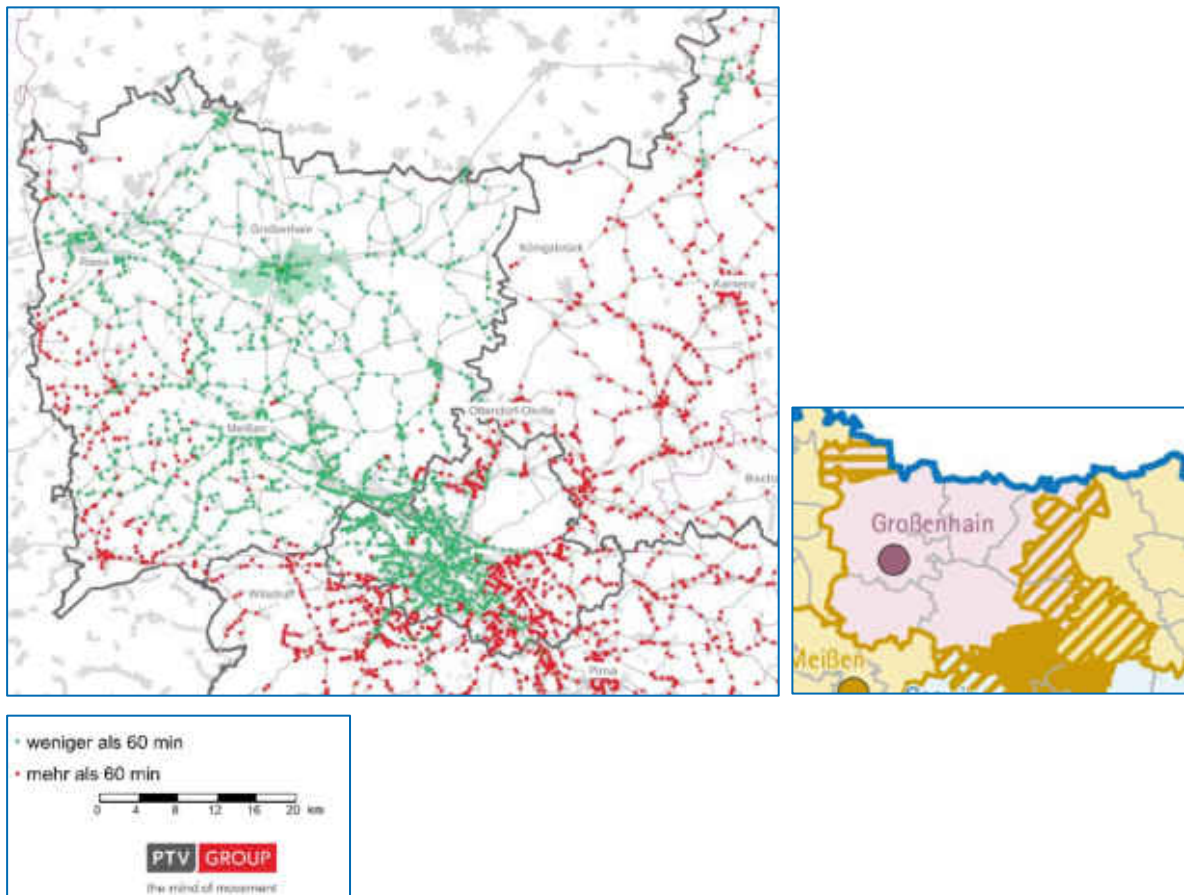 Großenhain
Königsbrück
Riesa
Kamenz
Ottendorf-Okrilla
Meißen
Wilsdruff
Pirna
Großenhain
Meißen
weniger als 60 min
mehr als 60 min
0 4 8 12 16 20 km
PTV GROUP
the mind of movement